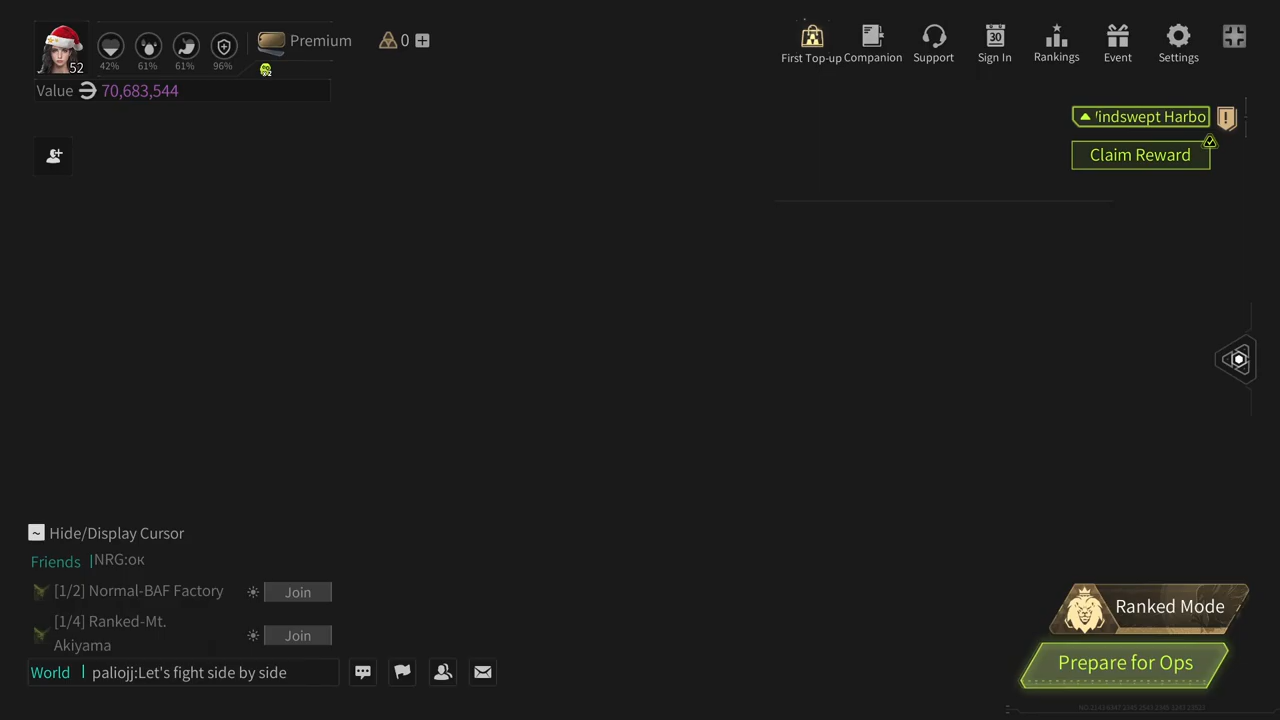 52
42%
61%
61%
96%
Premium
0
Value 70,683,544
First Top-up
Companion
Support
30
Sign In
Rankings
Event
Settings
indswept Harbo
!
Claim Reward
~ Hide/Display Cursor
Friends |NRG:ок
[1/2] Normal-BAF Factory
Join
[1/4] Ranked-Mt.
Akiyama
Join
World | paliojj:Let's fight side by side
Ranked Mode
Prepare for Ops